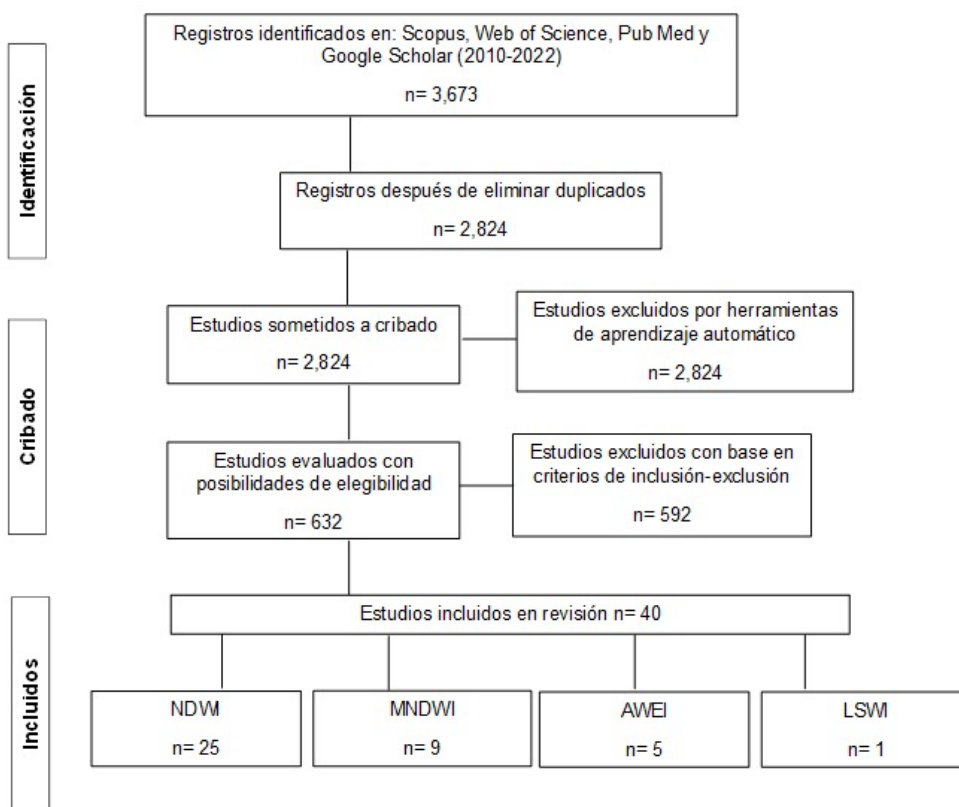 Identificación
Registros identificados en: Scopus, Web of Science, Pub Med y
Google Scholar (2010-2022)
n= 3,673
Registros después de eliminar duplicados
n= 2,824
Cribado
Estudios sometidos a cribado
n= 2,824
Estudios excluidos por herramientas
de aprendizaje automático
n= 2,824
Estudios evaluados con
posibilidades de elegibilidad
n= 632
Estudios excluidos con base en
criterios de inclusión-exclusión
n= 592
Incluidos
Estudios incluidos en revisión n= 40
NDWI
n= 25
MNDWI
n= 9
AWEI
n= 5
LSWI
n= 1